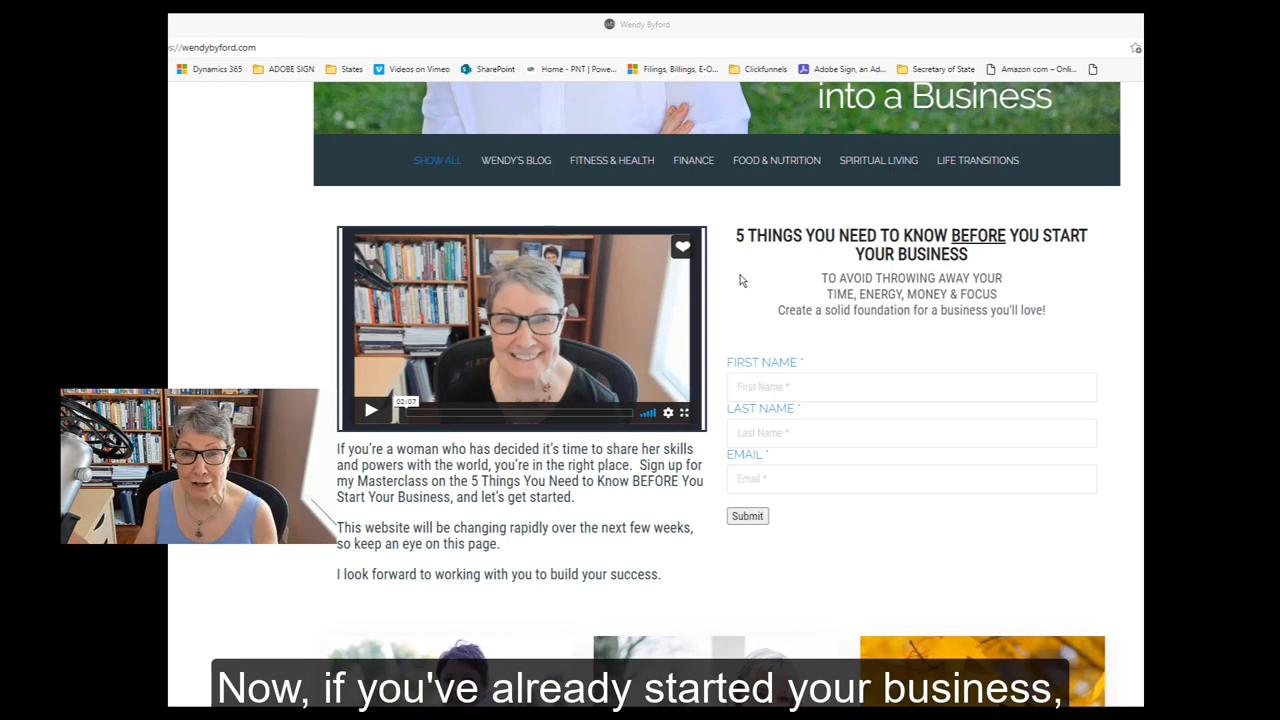 Wendy Byford
s://wendybyford.com
Dynamics 365
ADOBE SIGN
States
Videos on Vimeo
SharePoint
Home - PNT | Powe...
Filings, Billings, E-O...
Clickfunnels
Adobe Sign, an Ad...
Secretary of State
Amazon com – Onli...
into a Business
SHOW ALL
WENDY'S BLOG
FITNESS & HEALTH
FINANCE
FOOD & NUTRITION
SPIRITUAL LIVING
LIFE TRANSITIONS
02:07
If you're a woman who has decided it's time to share her skills
and powers with the world, you're in the right place. Sign up for
my Masterclass on the 5 Things You Need to Know BEFORE You
Start Your Business, and let's get started.
This website will be changing rapidly over the next few weeks,
so keep an eye on this page.
I look forward to working with you to build your success.
5 THINGS YOU NEED TO KNOW BEFORE YOU START
YOUR BUSINESS
TO AVOID THROWING AWAY YOUR
TIME, ENERGY, MONEY & FOCUS
Create a solid foundation for a business you'll love!
FIRST NAME *
First Name *
LAST NAME *
Last Name *
EMAIL *
Email *
Submit
Now, if you've already started your business,